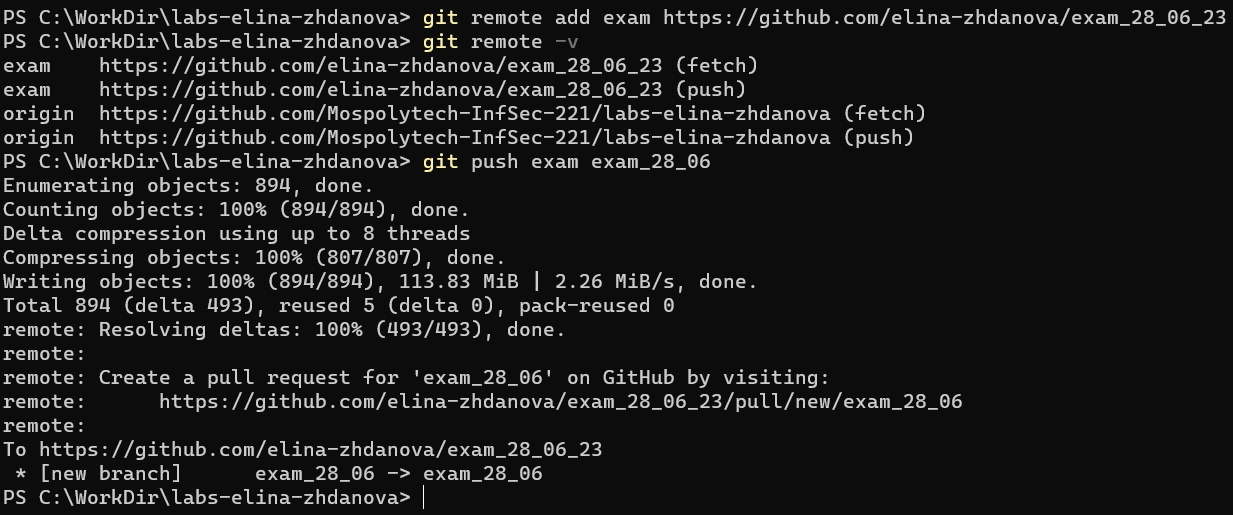 PS C:\WorkDir\labs-elina-zhdanova> git remote add exam https://github.com/elina-zhdanova/exam_28_06_23
PS C:\WorkDir\labs-elina-zhdanova> git remote -v
exam    https://github.com/elina-zhdanova/exam_28_06_23 (fetch)
exam    https://github.com/elina-zhdanova/exam_28_06_23 (push)
origin  https://github.com/Mospolytech-InfSec-221/labs-elina-zhdanova (fetch)
origin  https://github.com/Mospolytech-InfSec-221/labs-elina-zhdanova (push)
PS C:\WorkDir\labs-elina-zhdanova> git push exam exam_28_06
Enumerating objects: 894, done.
Counting objects: 100% (894/894), done.
Delta compression using up to 8 threads
Compressing objects: 100% (807/807), done.
Writing objects: 100% (894/894), 113.83 MiB | 2.26 MiB/s, done.
Total 894 (delta 493), reused 5 (delta 0), pack-reused 0
remote: Resolving deltas: 100% (493/493), done.
remote:
remote: Create a pull request for 'exam_28_06' on GitHub by visiting:
remote:      https://github.com/elina-zhdanova/exam_28_06_23/pull/new/exam_28_06
remote:
To https://github.com/elina-zhdanova/exam_28_06_23
 * [new branch]      exam_28_06 -> exam_28_06
PS C:\WorkDir\labs-elina-zhdanova>